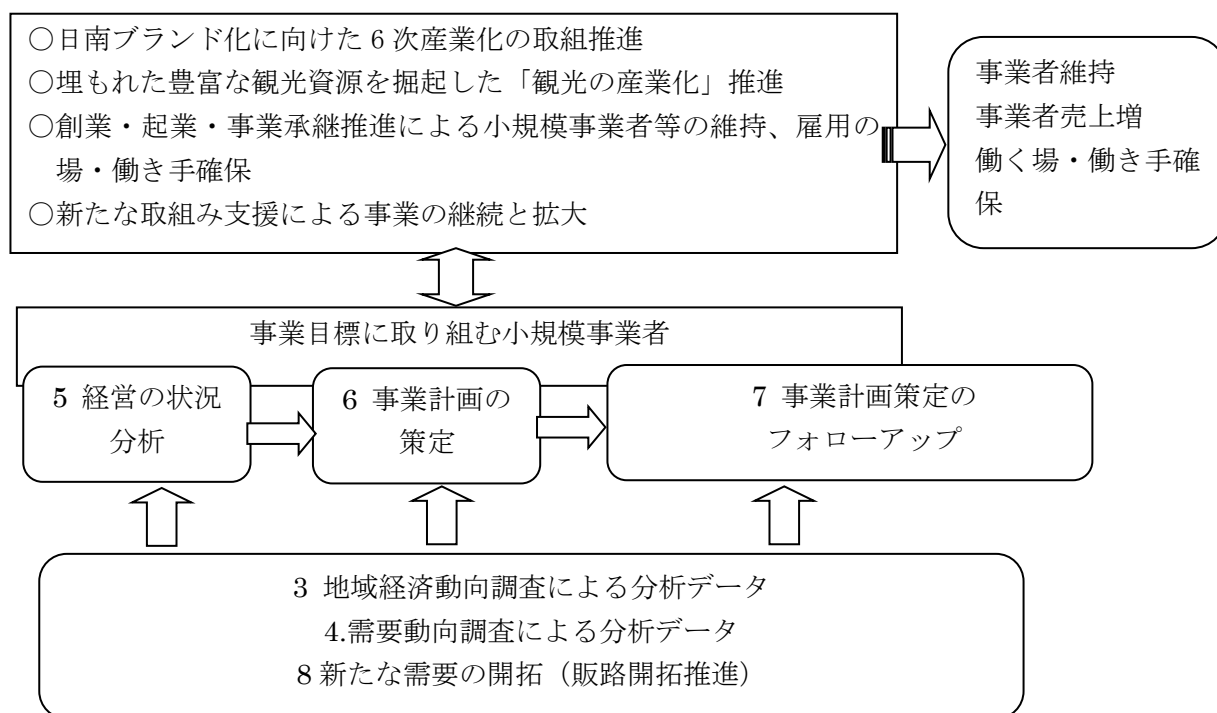 ○日南ブランド化に向けた 6 次産業化の取組推進
○埋もれた豊富な観光資源を掘起した「観光の産業化」推進
○創業・起業・事業承継推進による小規模事業者等の維持、雇用の
場・働き手確保
○新たな取組み支援による事業の継続と拡大
事業者維持
事業者売上増
働く場・働き手確
保
事業目標に取り組む小規模事業者
5 経営の状況
分析
6 事業計画の
策定
7 事業計画策定の
フォローアップ
3 地域経済動向調査による分析データ
4.需要動向調査による分析データ
8 新たな需要の開拓（販路開拓推進）